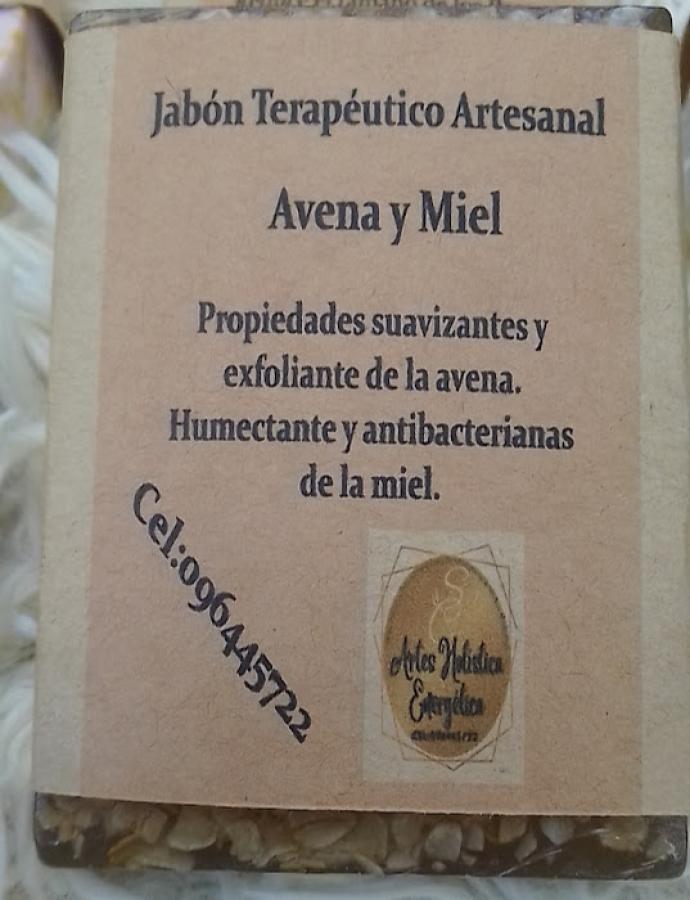 Jabón Terapéutico Artesanal
Avena y Miel
Propiedades suavizantes y
exfoliante de la avena.
Humectante y antibacterianas
de la miel.
Cel:096445722
Artes Holística
Energética